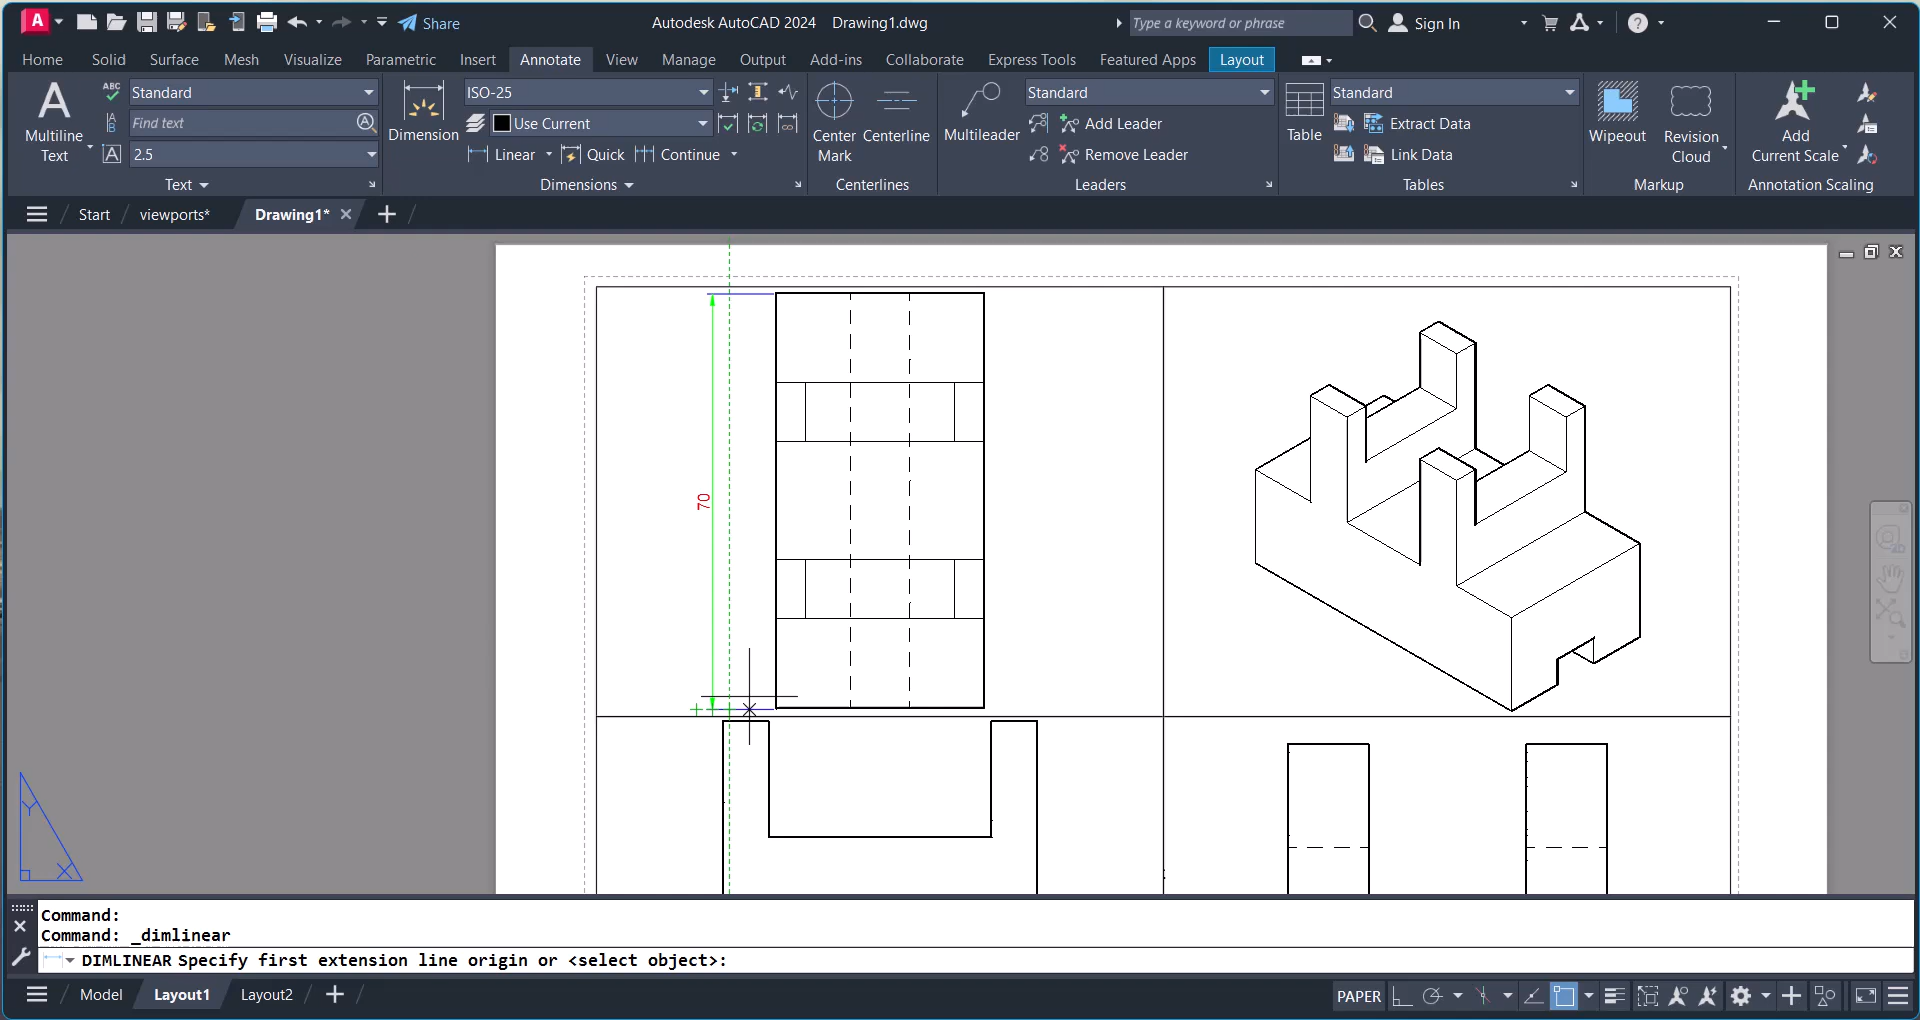 A
Share
Autodesk AutoCAD 2024 Drawing1.dwg
Type a keyword or phrase
Sign In
?
Home Solid Surface Mesh Visualize Parametric Insert Annotate View Manage Output Add-ins Collaborate Express Tools Featured Apps Layout
A
Multiline
Text
ABC
Standard
Find text
2.5
Text
Dimension
ISO-25
Use Current
Linear
Quick
Continue
Dimensions
Center
Mark
Centerline
Centerlines
Multileader
Standard
Add Leader
Remove Leader
Leaders
Table
Standard
Extract Data
Link Data
Tables
Wipeout
Revision
Cloud
Markup
Add
Current Scale
Annotation Scaling
Start
viewports*
Drawing1*
70
Y
X
Command:
Command: _dimlinear
DIMLINEAR Specify first extension line origin or <select object>:
Model
Layout1
Layout2
PAPER